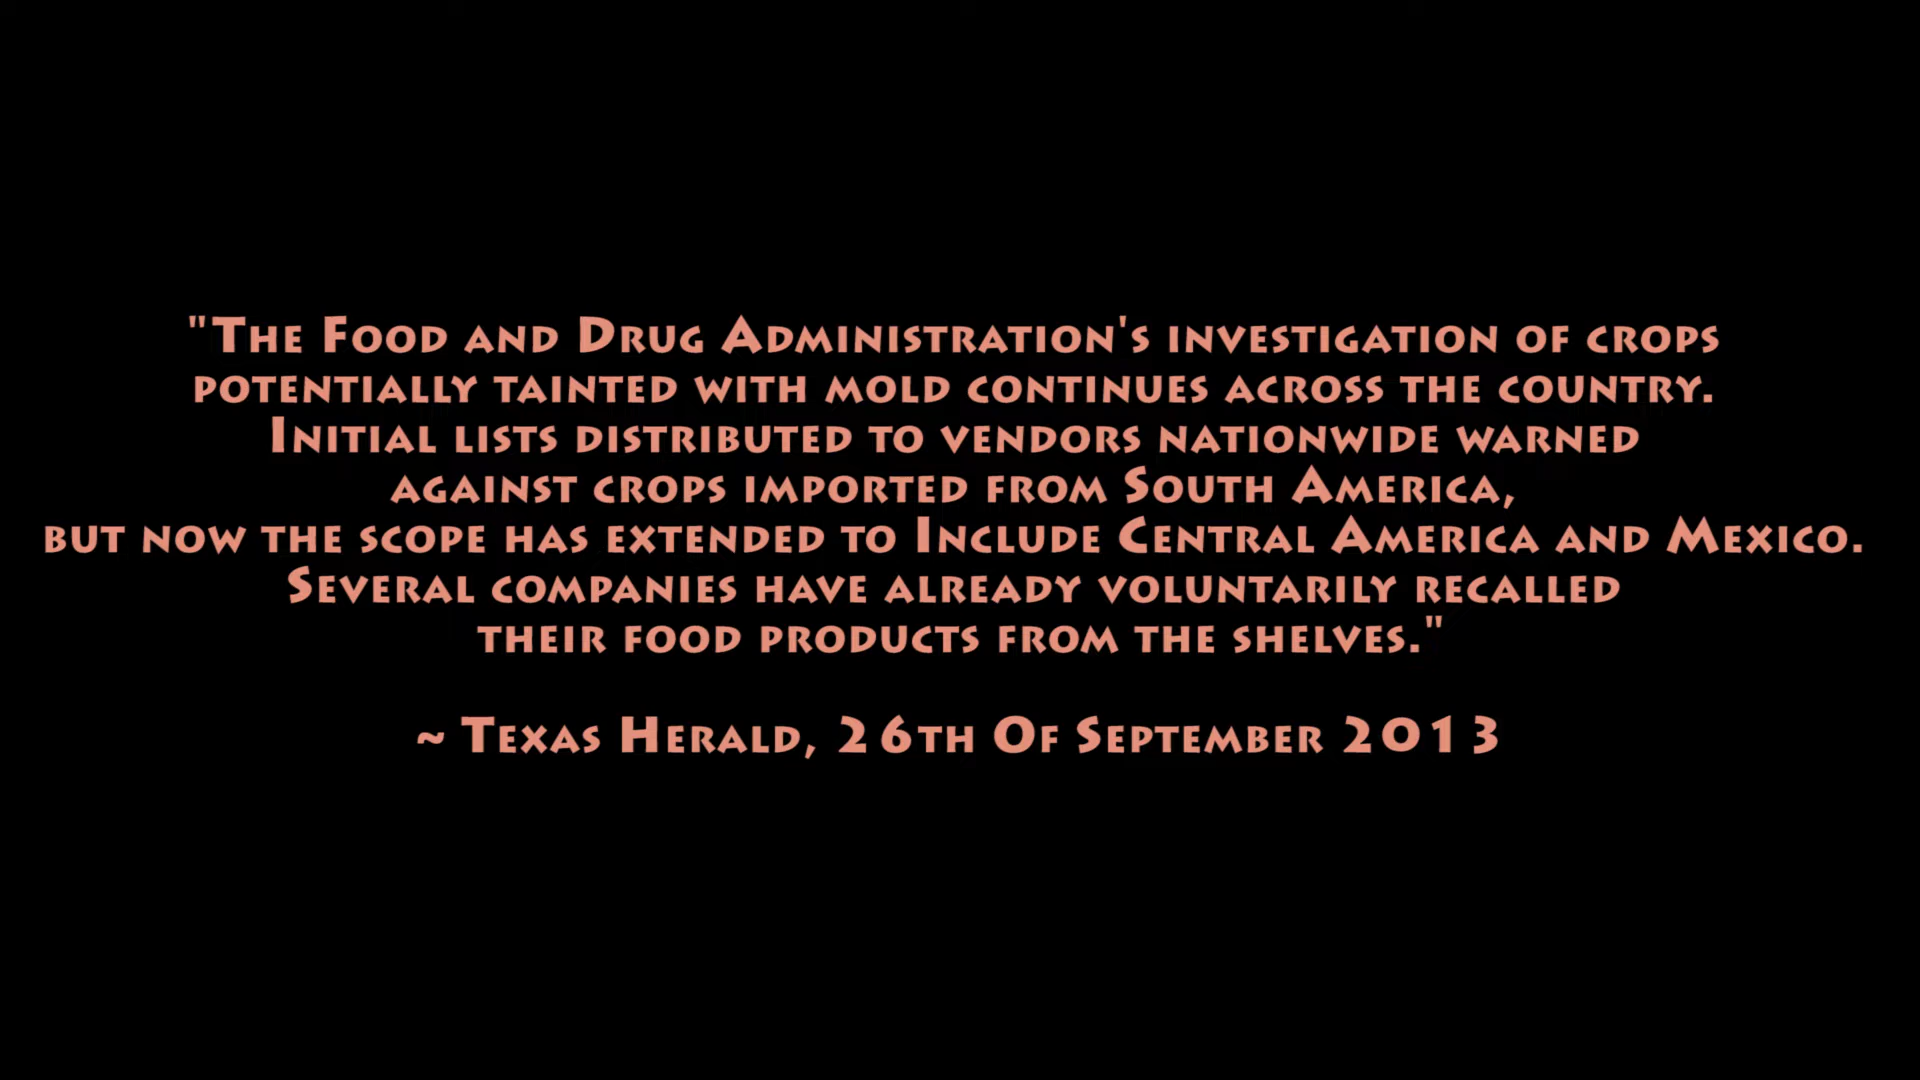 "The Food and Drug Administration's investigation of crops
potentially tainted with mold continues across the country.
Initial lists distributed to vendors nationwide warned
against crops imported from South America,
but now the scope has extended to Include Central America and Mexico.
Several companies have already voluntarily recalled
their food products from the shelves."
~ Texas Herald, 26th Of September 2013